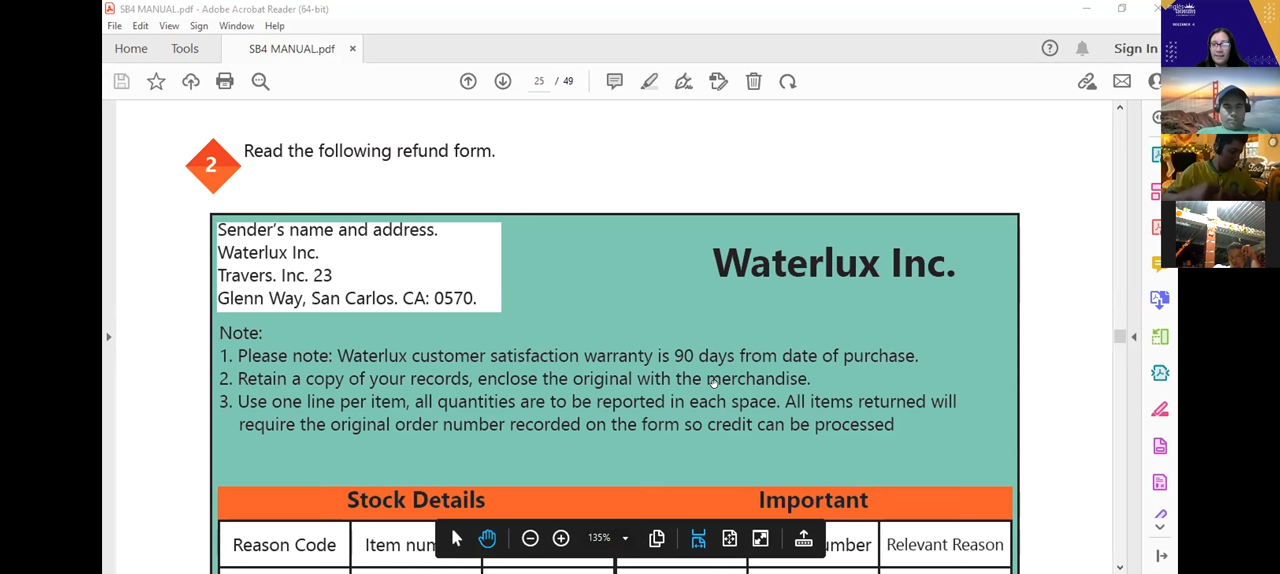 SB4 MANUAL.pdf - Adobe Acrobat Reader (64-bit)
File Edit View Sign Window Help
Home Tools SB4 MANUAL.pdf × Sign In
25 / 49
2 Read the following refund form.
Sender's name and address.
Waterlux Inc.
Travers. Inc. 23
Glenn Way, San Carlos. CA: 0570.
Waterlux Inc.
Note:
1. Please note: Waterlux customer satisfaction warranty is 90 days from date of purchase.
2. Retain a copy of your records, enclose the original with the merchandise.
3. Use one line per item, all quantities are to be reported in each space. All items returned will
require the original order number recorded on the form so credit can be processed
Stock Details Important
Reason Code Item num umber Relevant Reason
135%